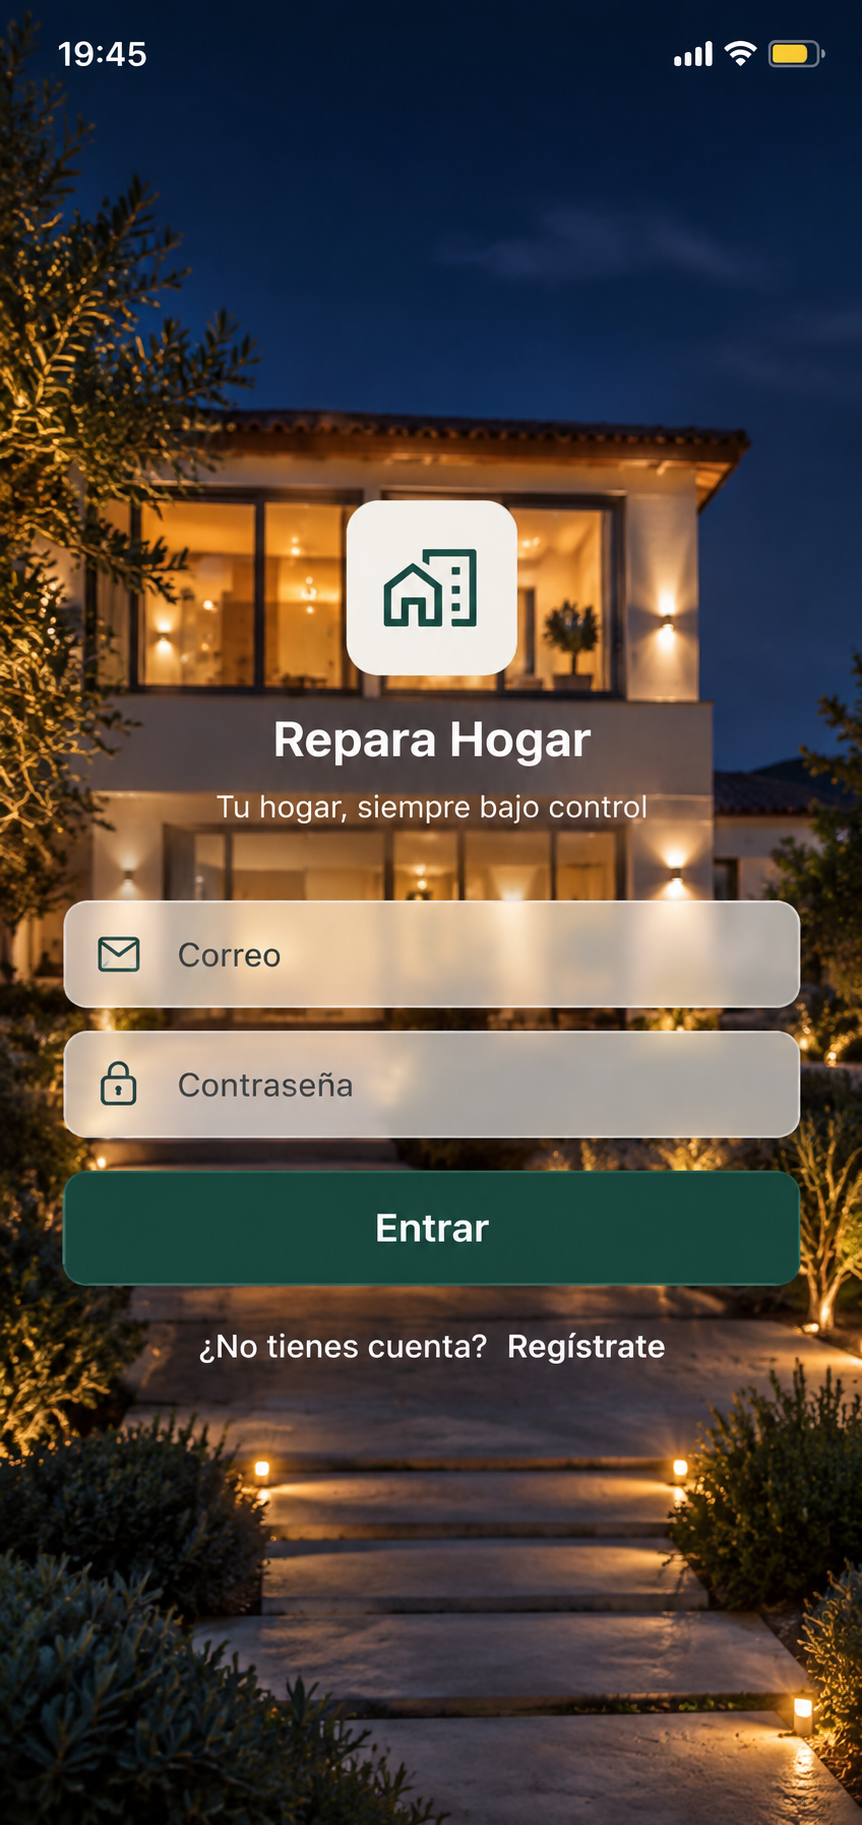 19:45
Repara Hogar
Tu hogar, siempre bajo control
Correo
Contraseña
Entrar
¿No tienes cuenta? Regístrate